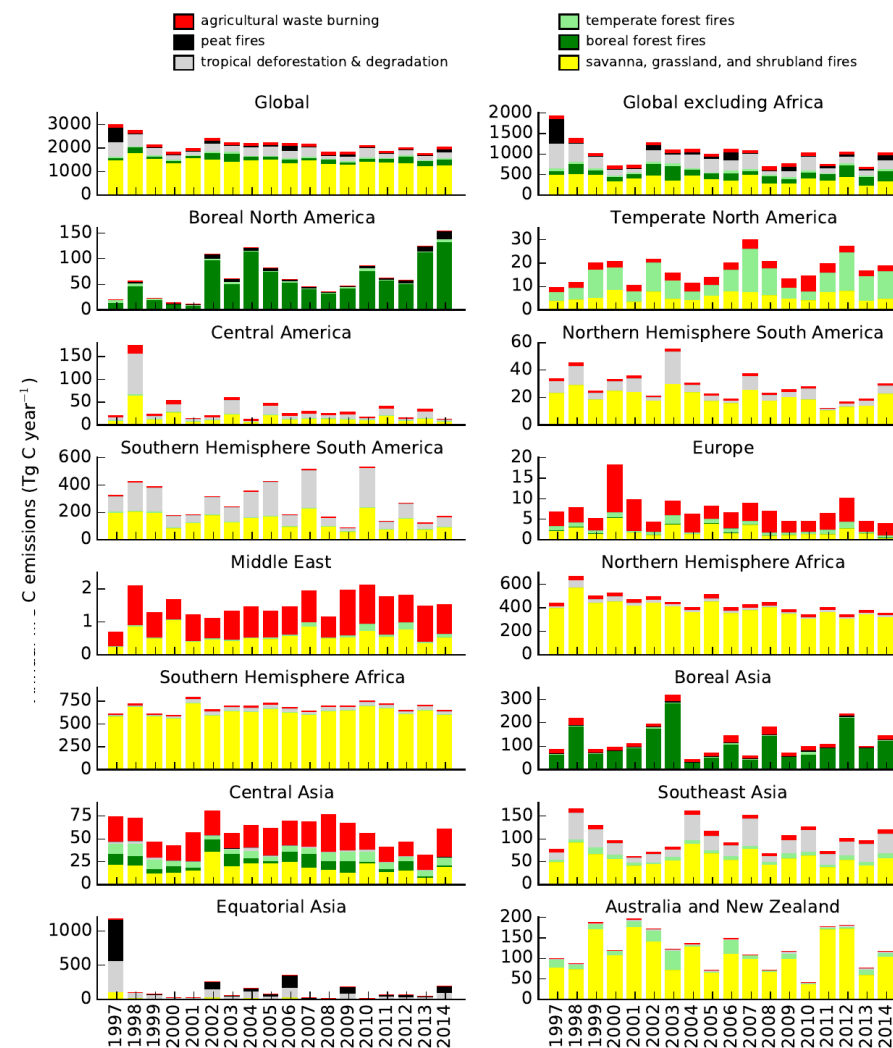 agricultural waste burning
peat fires
tropical deforestation & degradation
temperate forest fires
boreal forest fires
savanna, grassland, and shrubland fires
Global
3000
2000
1000
0
Global excluding Africa
2000
1500
1000
500
0
Boreal North America
150
100
50
0
Temperate North America
30
20
10
0
Central America
150
100
50
0
Northern Hemisphere South America
60
40
20
0
C emissions (Tg C year−1)
Southern Hemisphere South America
600
400
200
0
Europe
20
15
10
5
0
Middle East
2
1
0
Northern Hemisphere Africa
600
400
200
0
Southern Hemisphere Africa
750
500
250
0
Boreal Asia
300
200
100
0
Central Asia
75
50
25
0
Southeast Asia
150
100
50
0
Equatorial Asia
1000
500
0
Australia and New Zealand
200
150
100
50
0
1997 1998 1999 2000 2001 2002 2003 2004 2005 2006 2007 2008 2009 2010 2011 2012 2013 2014
1997 1998 1999 2000 2001 2002 2003 2004 2005 2006 2007 2008 2009 2010 2011 2012 2013 2014